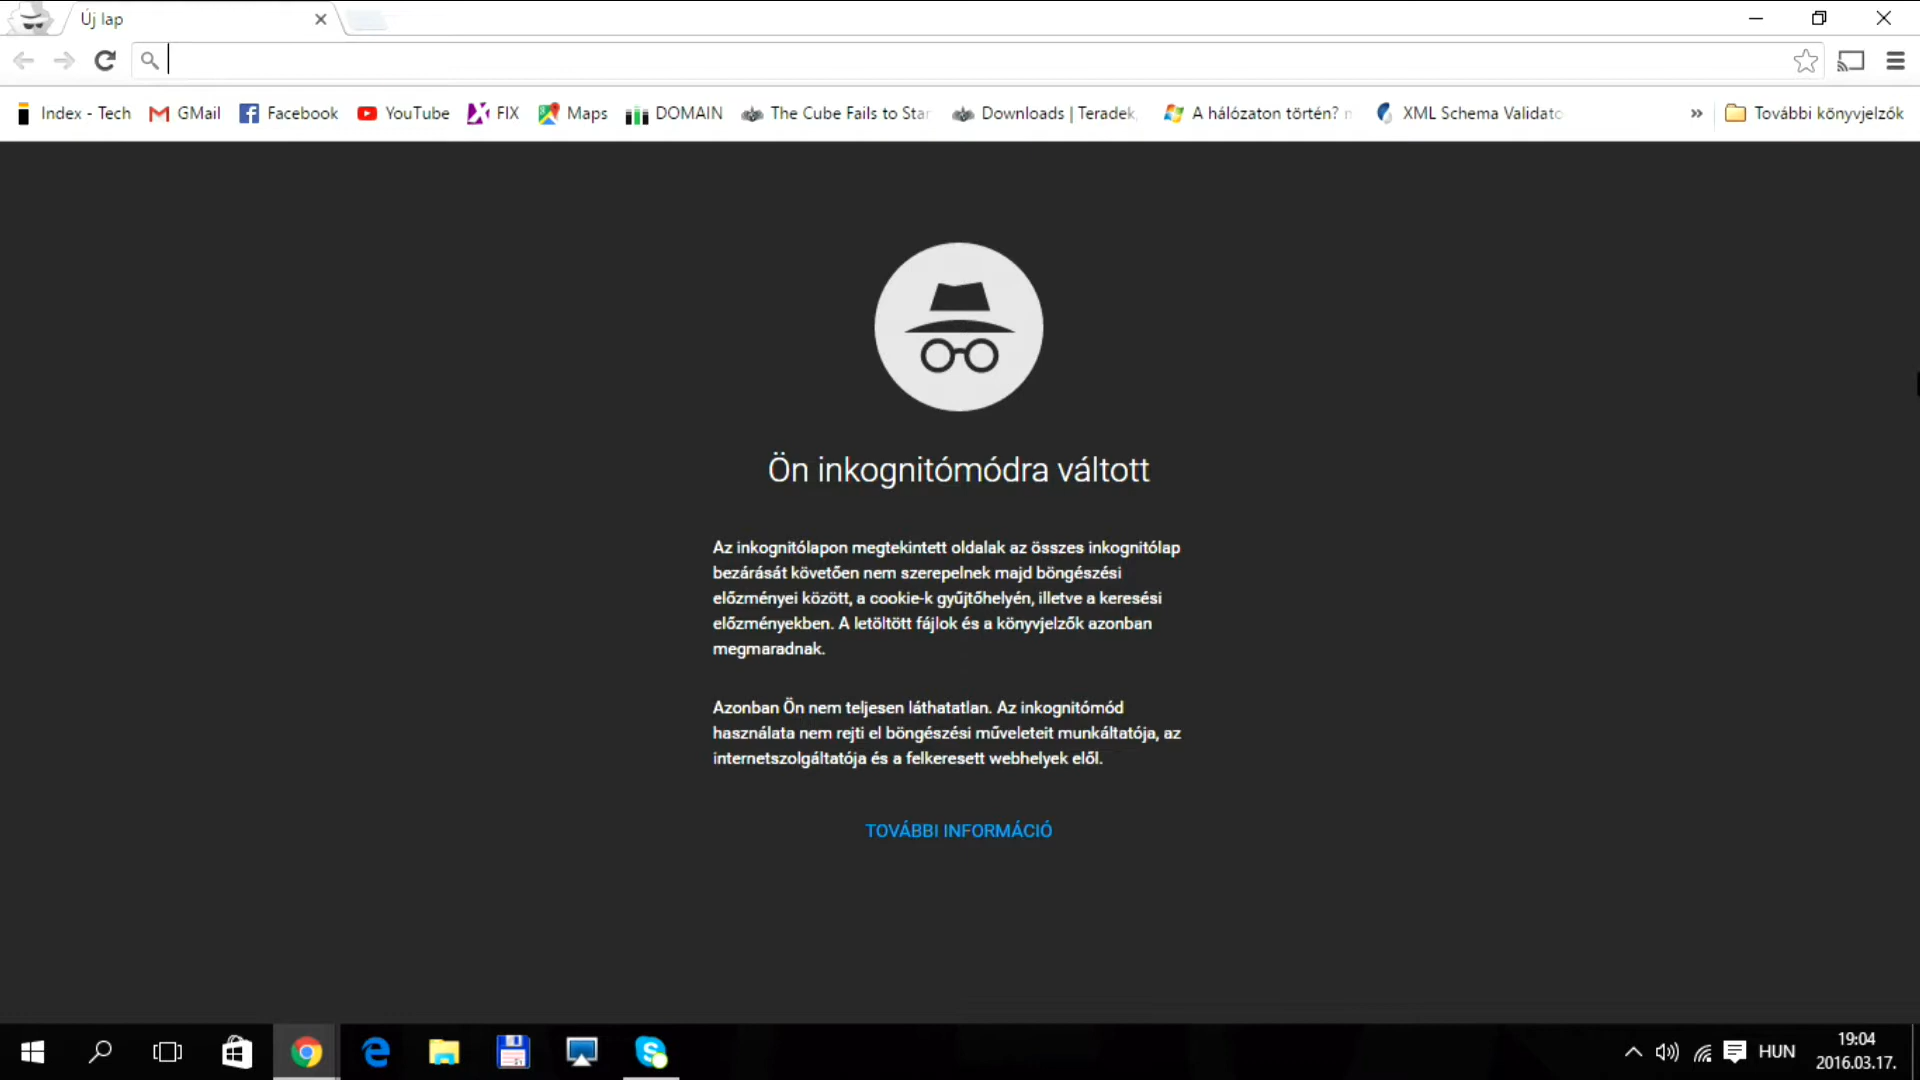 Új lap
Index - Tech GMail Facebook YouTube FIX Maps DOMAIN The Cube Fails to Star Downloads | Teradek, A hálózaton történt? XML Schema Validato » További könyvjelzők
Ön inkognitómódra váltott
Az inkognitólapon megtekintett oldalak az összes inkognitólap
bezárását követően nem szerepelnek majd böngészési
előzményei között, a cookie-k gyűjtőhelyén, illetve a keresési
előzményekben. A letöltött fájlok és a könyvjelzők azonban
megmaradnak.
Azonban Ön nem teljesen láthatatlan. Az inkognitómód
használata nem rejti el böngészési műveleteit munkáltatója, az
internetszolgáltatója és a felkeresett webhelyek elől.
TOVÁBBI INFORMÁCIÓ
HUN
19:04
2016.03.17.